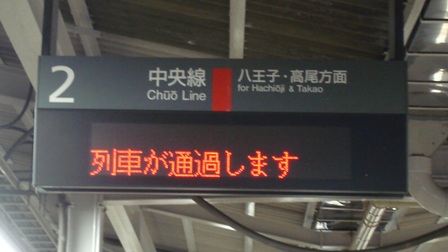 2
中央線
Chūō Line
八王子・高尾方面
for Hachiōji & Takao
列車が通過します